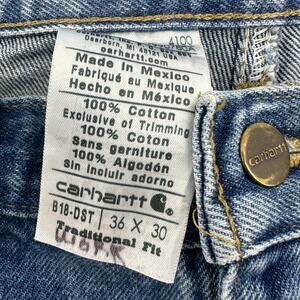 4100
Dearborn, MI 48121 USA
carhartt.com
Made in Mexico
Fabriqué au Mexique
Hecho en México
100% Cotton
Exclusive of Trimming
100% Coton
Sans garniture
100% Algodón
Sin incluir adorno
carhartt
B18-DST 36 X 30
Traditional Fit
carhartt